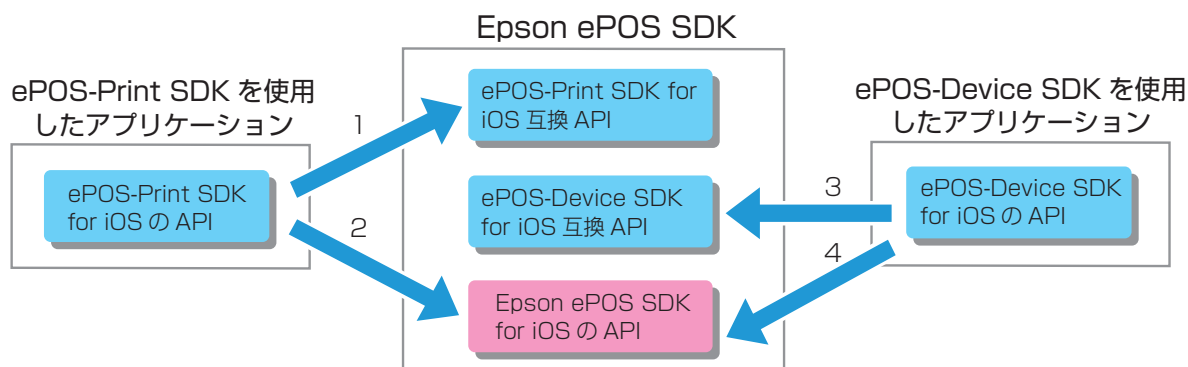 Epson ePOS SDK
ePOS-Print SDK を使用
したアプリケーション
ePOS-Print SDK
for iOS の API
1
2
ePOS-Print SDK for
iOS 互換 API
ePOS-Device SDK
for iOS 互換 API
Epson ePOS SDK
for iOS の API
3
4
ePOS-Device SDK を使用
したアプリケーション
ePOS-Device SDK
for iOS の API